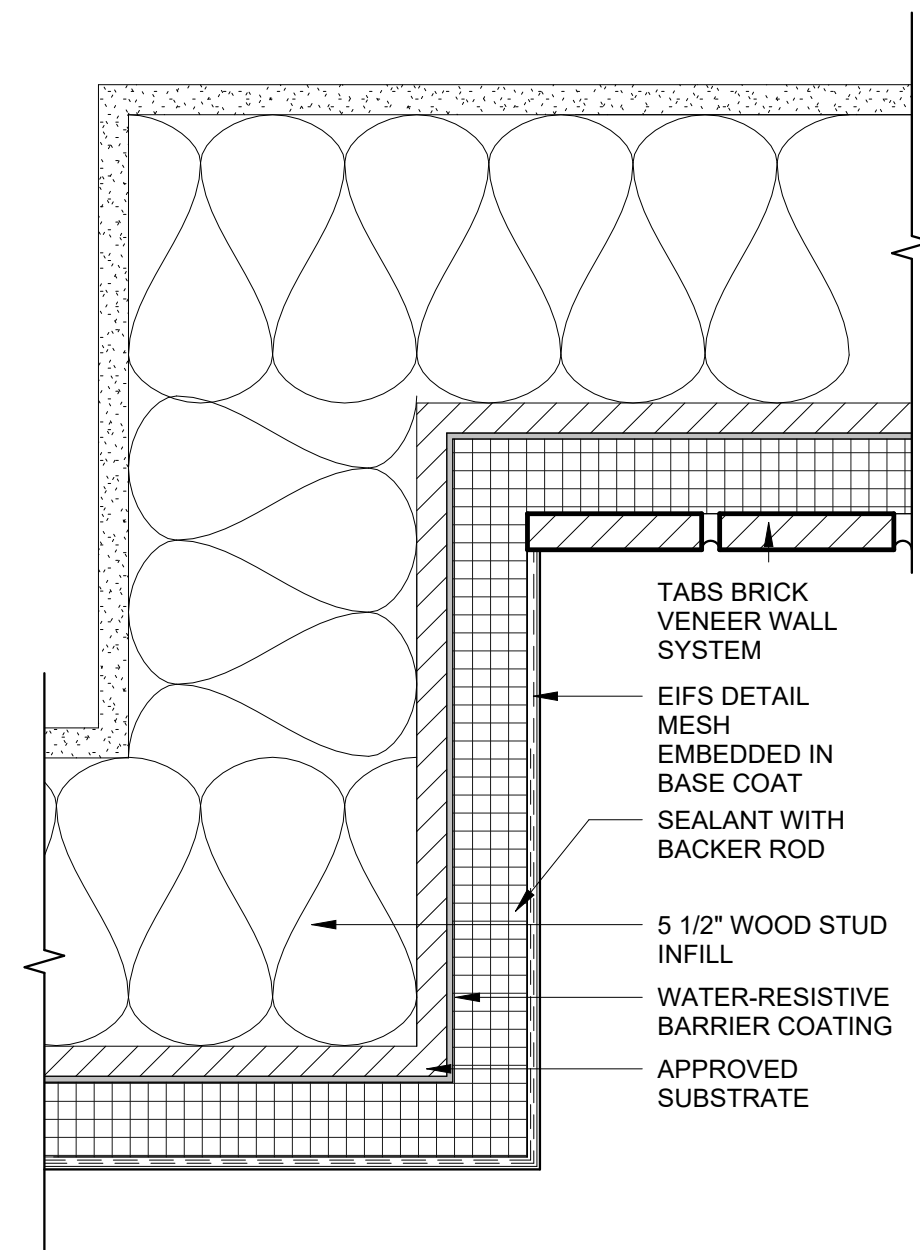 TABS BRICK
VENEER WALL
SYSTEM
EIFS DETAIL
MESH
EMBEDDED IN
BASE COAT
SEALANT WITH
BACKER ROD
5 1/2" WOOD STUD
INFILL
WATER-RESISTIVE
BARRIER COATING
APPROVED
SUBSTRATE